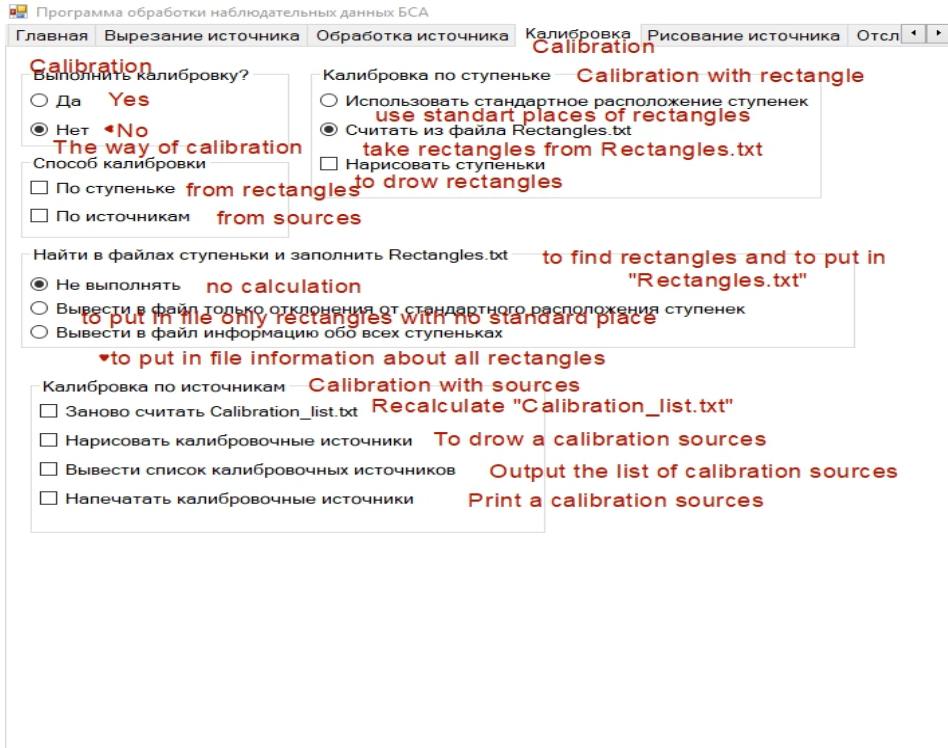 Программа обработки наблюдательных данных БСА
Главная Вырезание источника Обработка источника Калибровка Рисование источника Отсл
Calibration
Calibration
Выполнить калибровку?
Да Yes
Нет No
The way of calibration
Способ калибровки
По ступеньке from rectangles
По источникам from sources
Калибровка по ступеньке Calibration with rectangle
Использовать стандартное расположение ступенек
use standart places of rectangles
Считать из файла Rectangles.txt
take rectangles from Rectangles.txt
Нарисовать ступеньки
to drow rectangles
Найти в файлах ступеньки и заполнить Rectangles.txt to find rectangles and to put in
"Rectangles.txt"
Не выполнять no calculation
Вывести в файл только отклонения от стандартного расположения ступенек
to put in file only rectangles with no standard place
Вывести в файл информацию обо всех ступеньках
to put in file information about all rectangles
Калибровка по источникам Calibration with sources
Заново считать Calibration_list.txt Recalculate "Calibration_list.txt"
Нарисовать калибровочные источники To drow a calibration sources
Вывести список калибровочных источников Output the list of calibration sources
Напечатать калибровочные источники Print a calibration sources